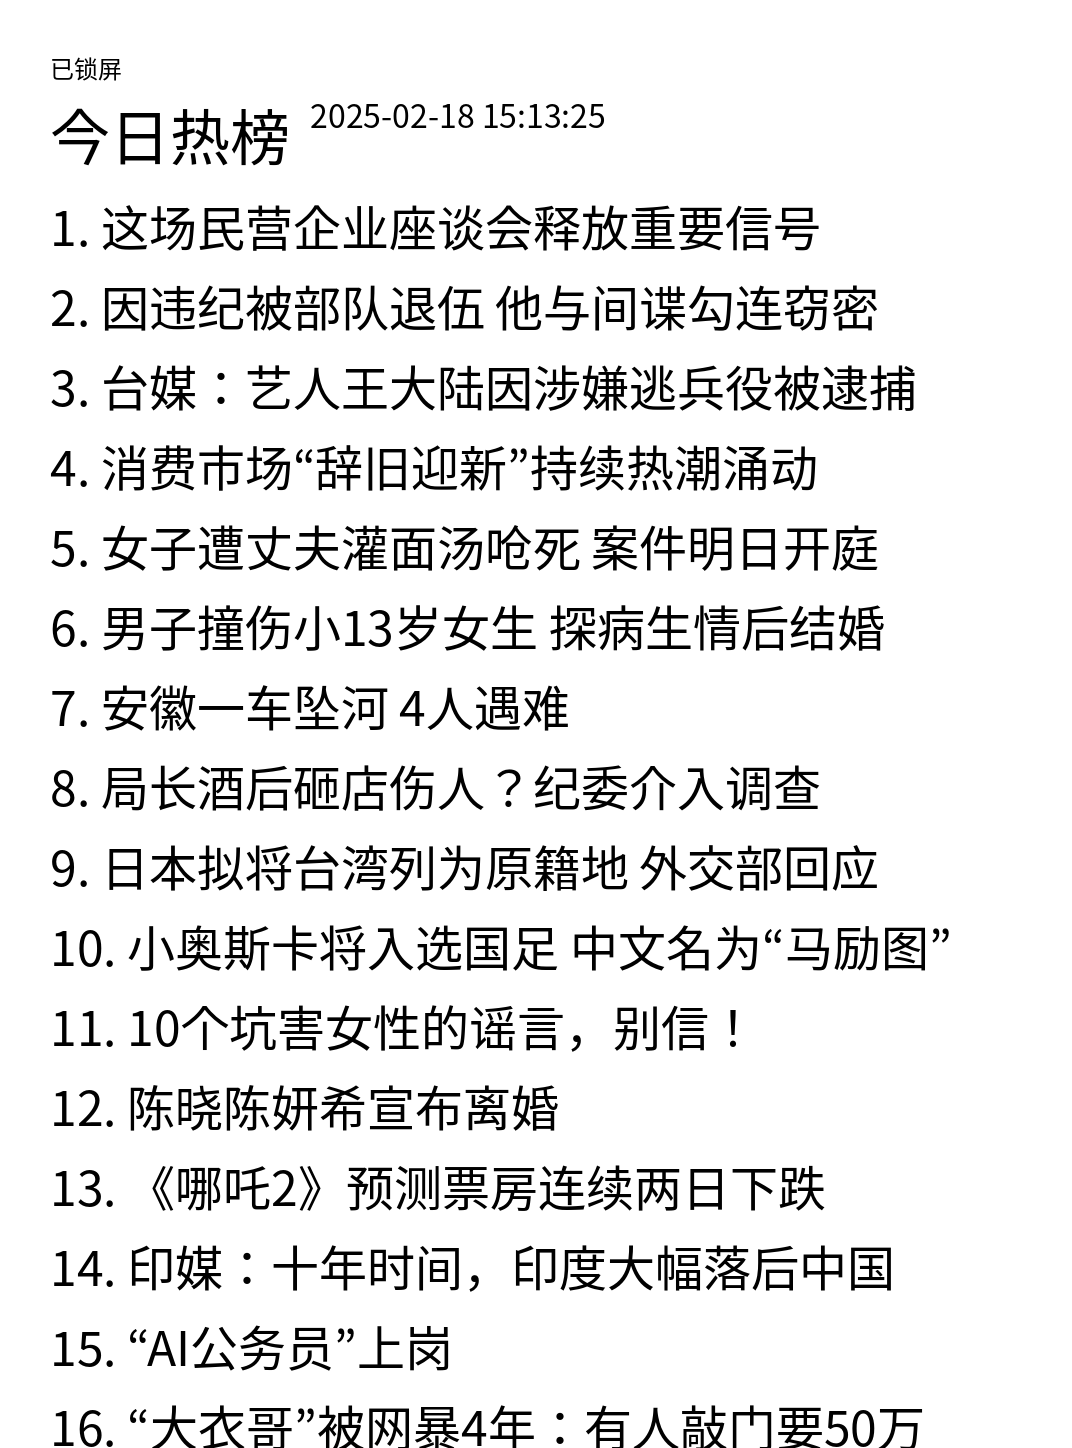 已锁屏
今日热榜 2025-02-18 15:13:25
1. 这场民营企业座谈会释放重要信号
2. 因违纪被部队退伍 他与间谍勾连窃密
3. 台媒：艺人王大陆因涉嫌逃兵役被逮捕
4. 消费市场“辞旧迎新”持续热潮涌动
5. 女子遭丈夫灌面汤呛死 案件明日开庭
6. 男子撞伤小13岁女生 探病生情后结婚
7. 安徽一车坠河 4人遇难
8. 局长酒后砸店伤人？纪委介入调查
9. 日本拟将台湾列为原籍地 外交部回应
10. 小奥斯卡将入选国足 中文名为“马励图”
11. 10个坑害女性的谣言，别信！
12. 陈晓陈妍希宣布离婚
13. 《哪吒2》预测票房连续两日下跌
14. 印媒：十年时间，印度大幅落后中国
15. “AI公务员”上岗
16. “大衣哥”被网暴4年：有人敲门要50万